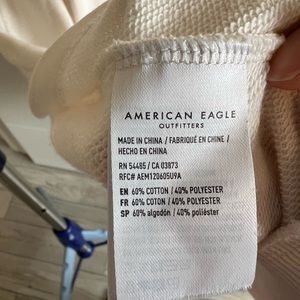 AMERICAN EAGLE
OUTFITTERS
MADE IN CHINA / FABRIQUÉ EN CHINE /
HECHO EN CHINA
RN 54485 / CA 03873
RFC# AEM120605U9A
EN 60% COTTON / 40% POLYESTER
FR 60% COTON / 40% POLYESTER
SP 60% algodón / 40% poliéster